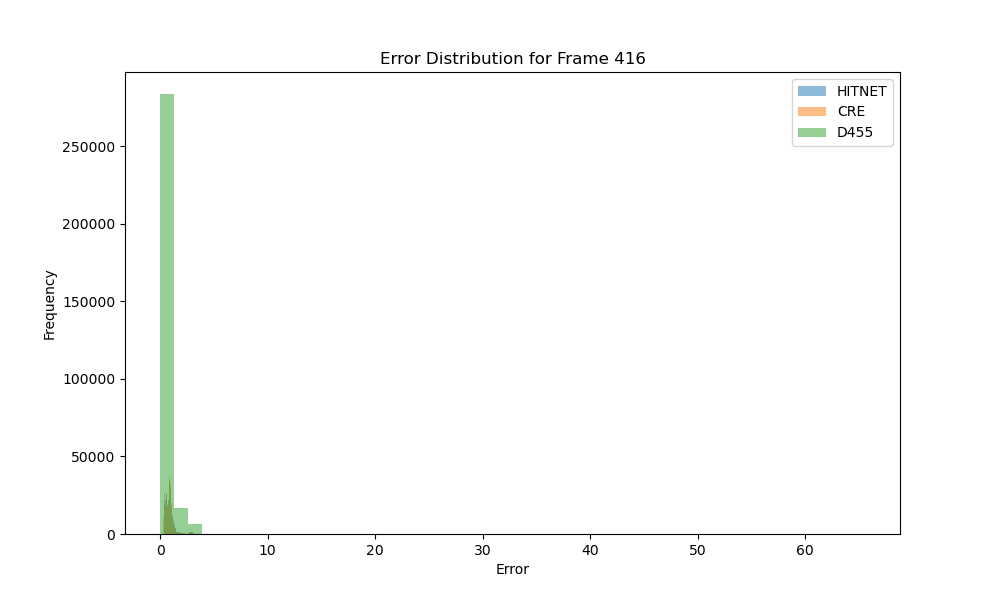 Error Distribution for Frame 416
HITNET
CRE
D455
250000
200000
150000
100000
50000
0
Frequency
0 10 20 30 40 50 60
Error